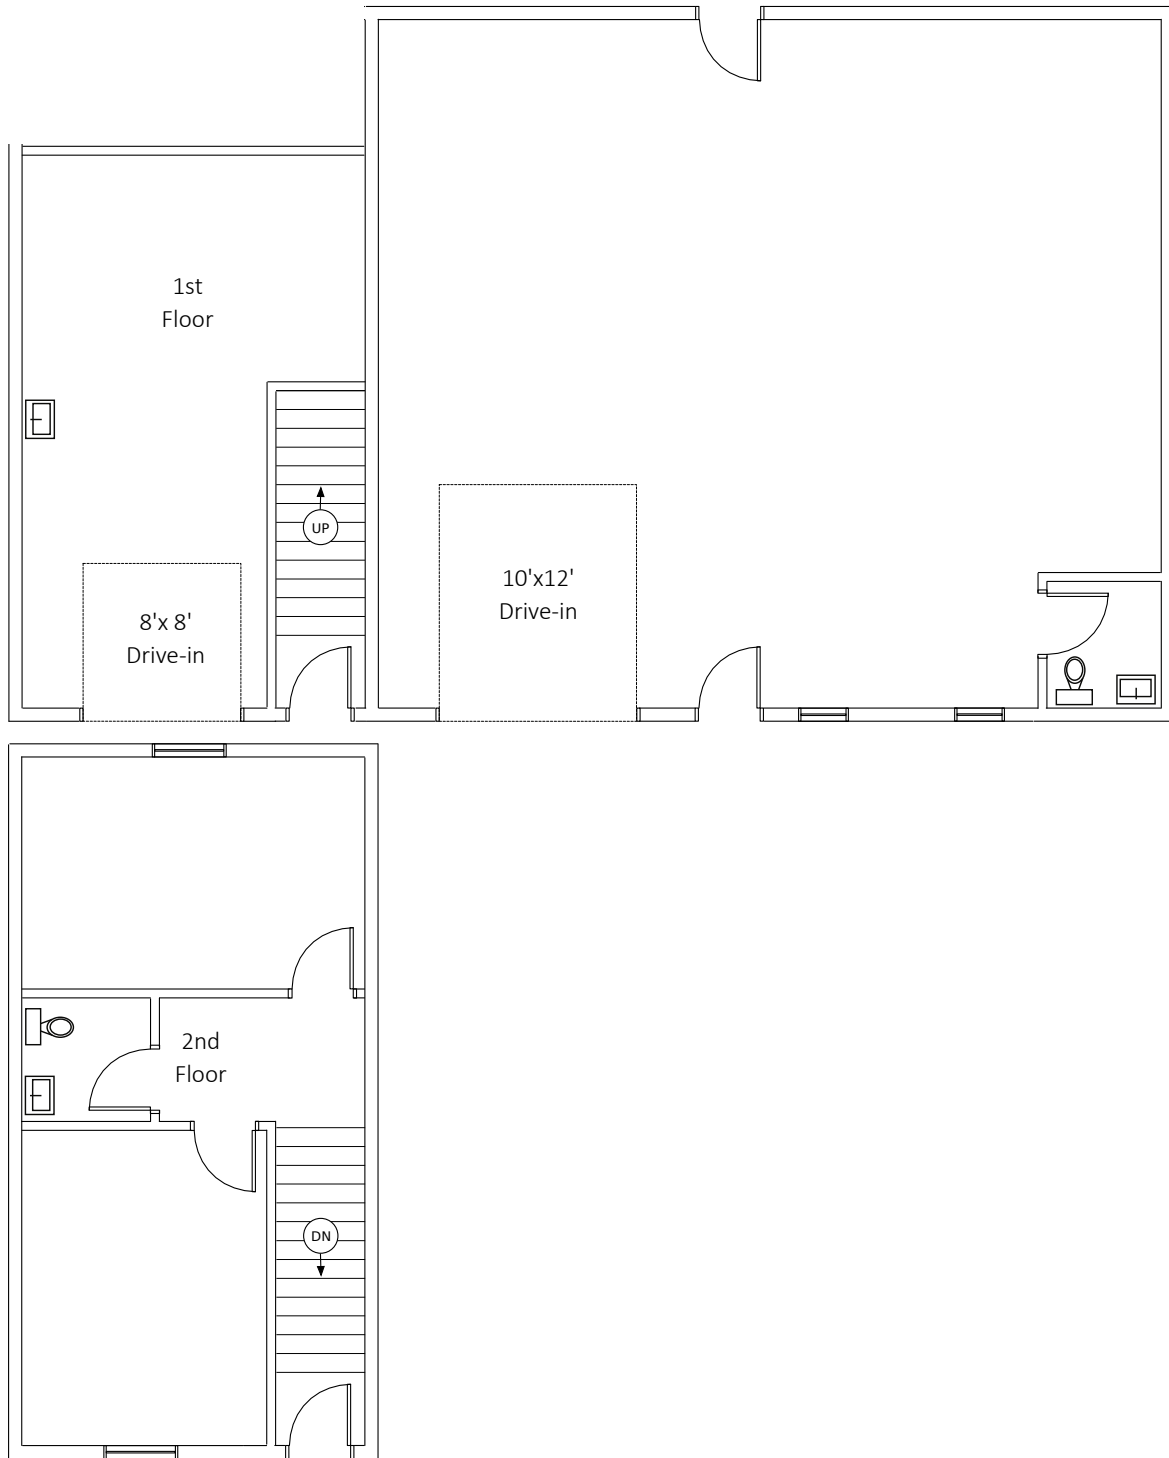 1st
Floor
UP
10'x12'
Drive-in
8'x 8'
Drive-in
2nd
Floor
DN